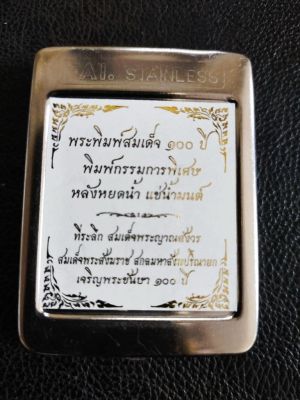 AI. STAINLESS
พระพิมพ์สมเด็จ ๑๐๐ ปี
พิมพ์กรรมการพิเศษ
หลังหยดน้ำ แช่น้ำมนต์
ที่ระลึก สมเด็จพระญาณสังวร
สมเด็จพระสังฆราช สกลมหาสังฆปริณายก
เจริญพระชันษา ๑๐๐ ปี